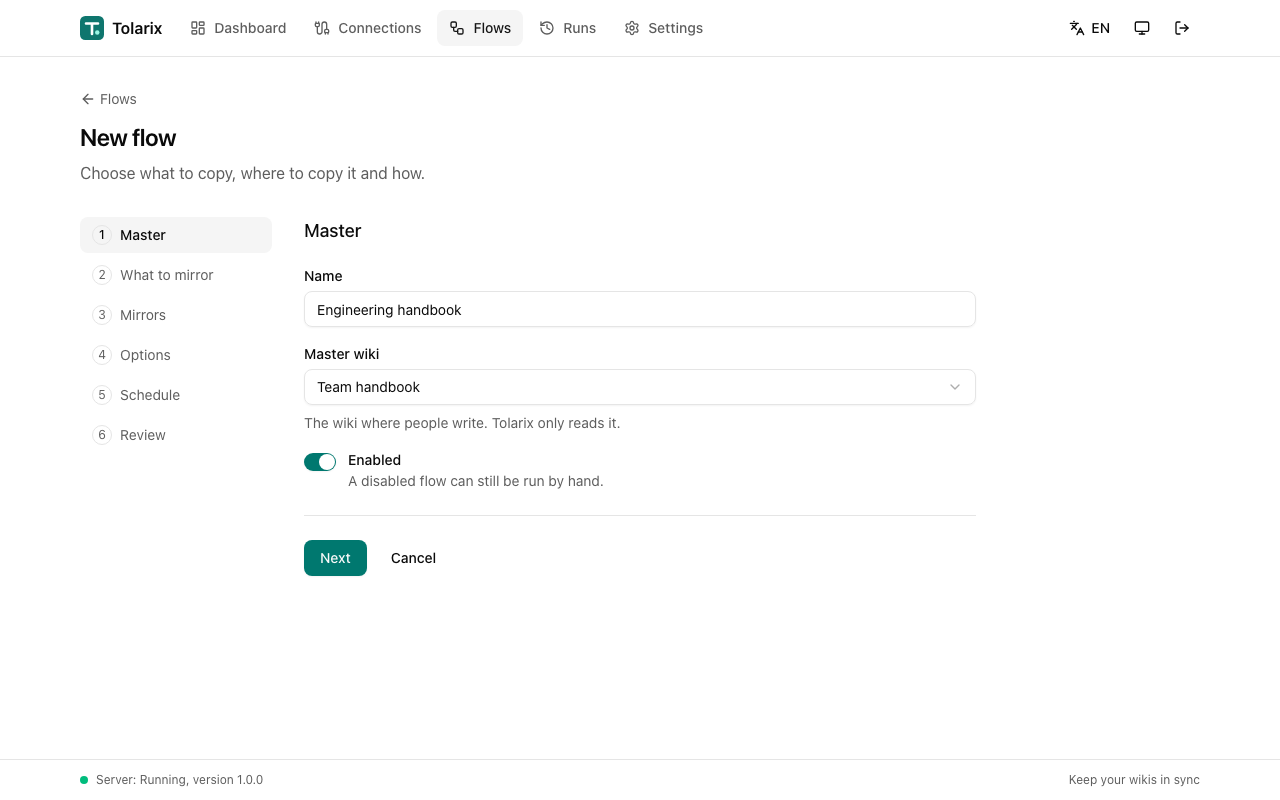 Tolarix
Dashboard
Connections
Flows
Runs
Settings
EN
Flows
New flow
Choose what to copy, where to copy it and how.
1 Master
2 What to mirror
3 Mirrors
4 Options
5 Schedule
6 Review
Master
Name
Engineering handbook
Master wiki
Team handbook
The wiki where people write. Tolarix only reads it.
Enabled
A disabled flow can still be run by hand.
Next
Cancel
Server: Running, version 1.0.0
Keep your wikis in sync